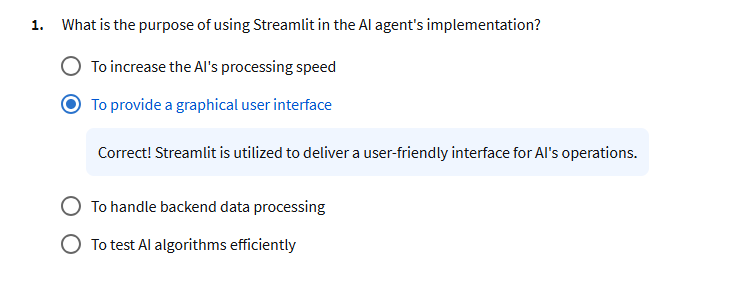 1. What is the purpose of using Streamlit in the AI agent's implementation?
To increase the AI's processing speed
To provide a graphical user interface
Correct! Streamlit is utilized to deliver a user-friendly interface for AI's operations.
To handle backend data processing
To test AI algorithms efficiently